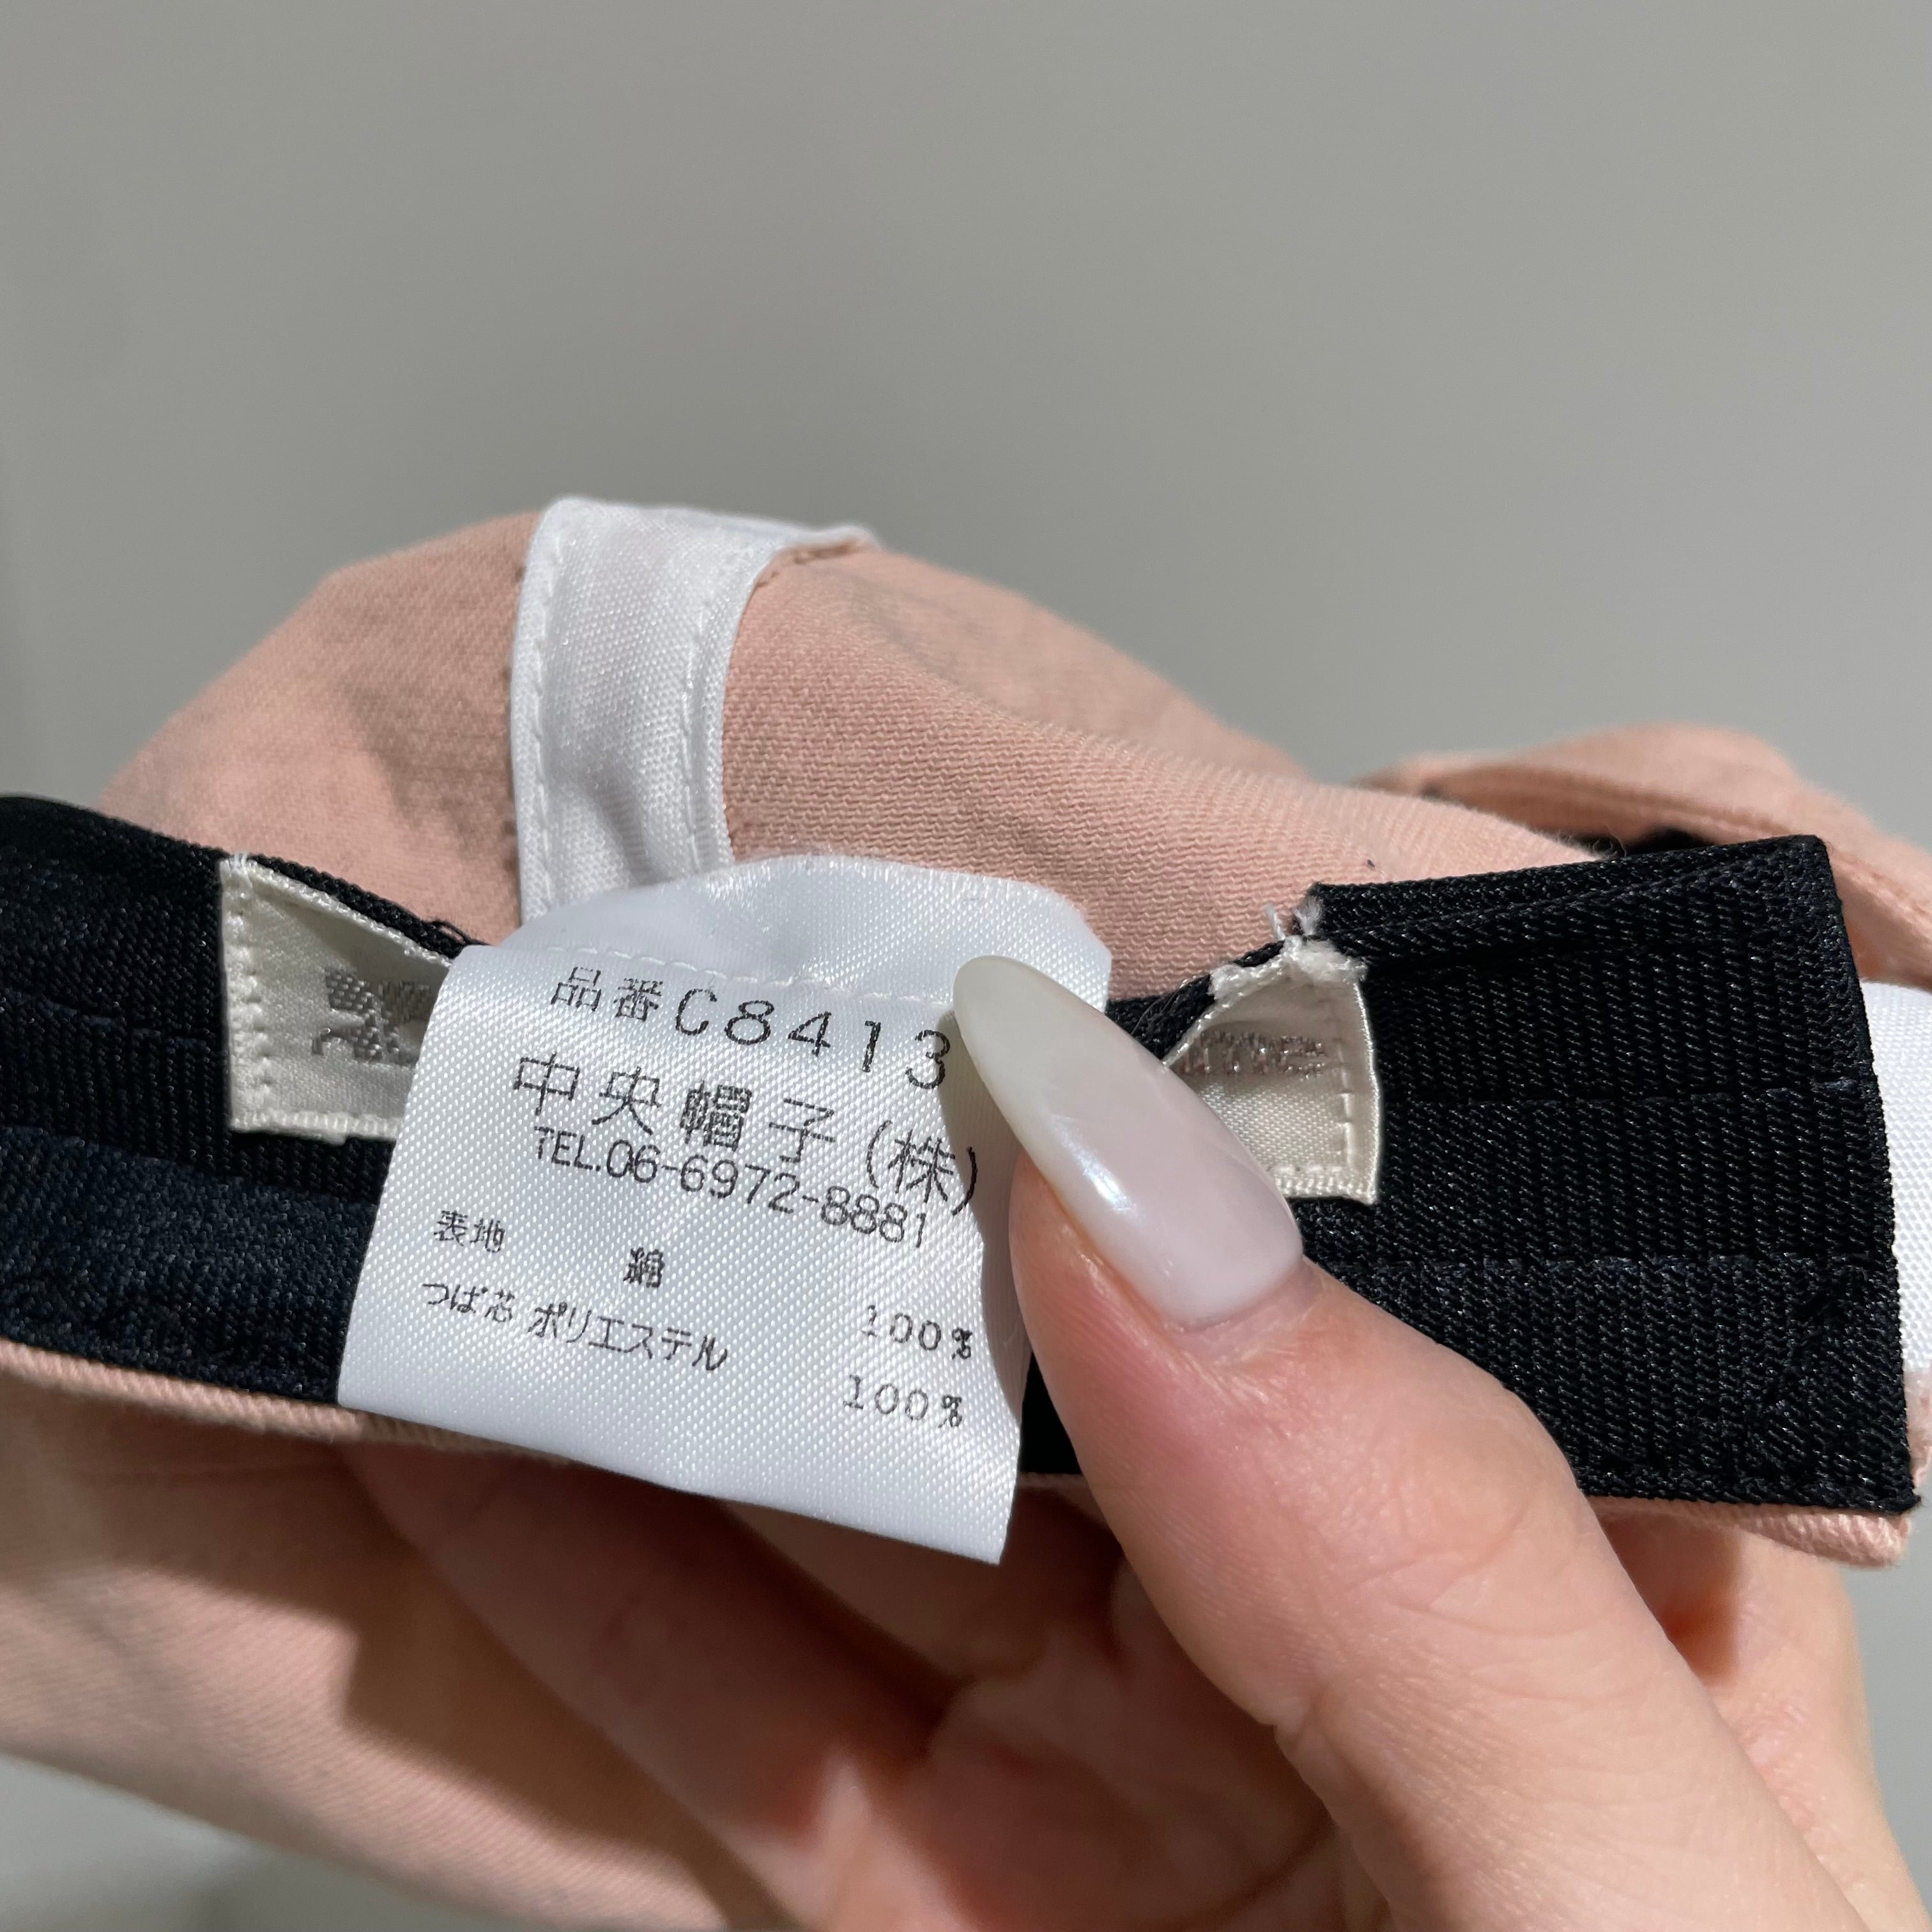 品番C8413
中央帽子(株)
TEL.06-6972-8881
表地 綿 100%
つば芯 ポリエステル 100%